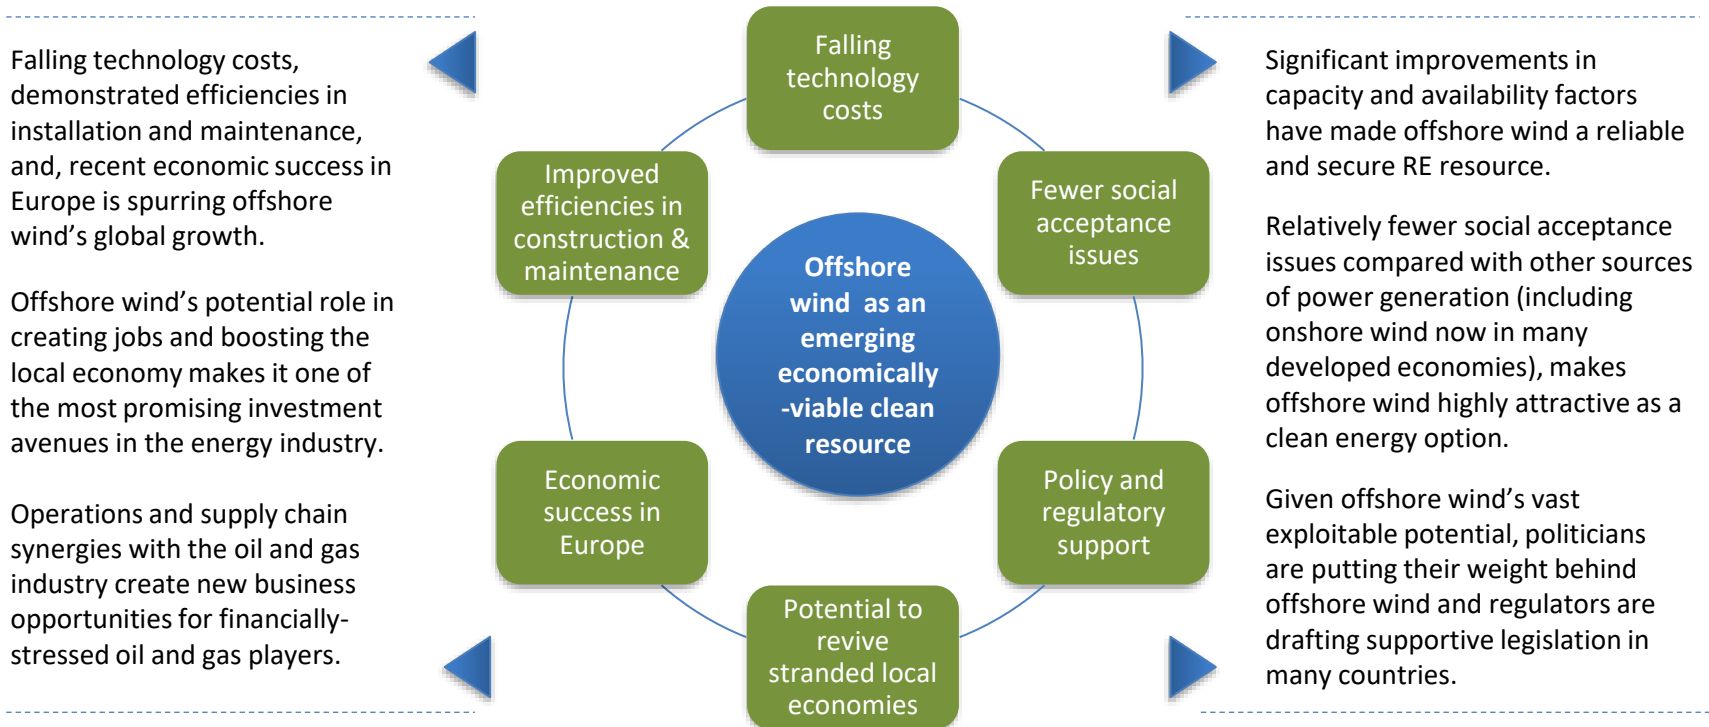 Falling technology costs,
demonstrated efficiencies in
installation and maintenance,
and, recent economic success in
Europe is spurring offshore
wind’s global growth.
Offshore wind’s potential role in
creating jobs and boosting the
local economy makes it one of
the most promising investment
avenues in the energy industry.
Operations and supply chain
synergies with the oil and gas
industry create new business
opportunities for financially-
stressed oil and gas players.
Falling
technology
costs
Improved
efficiencies in
construction &
maintenance
Fewer social
acceptance
issues
Offshore
wind as an
emerging
economically
-viable clean
resource
Economic
success in
Europe
Policy and
regulatory
support
Potential to
revive
stranded local
economies
Significant improvements in
capacity and availability factors
have made offshore wind a reliable
and secure RE resource.
Relatively fewer social acceptance
issues compared with other sources
of power generation (including
onshore wind now in many
developed economies), makes
offshore wind highly attractive as a
clean energy option.
Given offshore wind’s vast
exploitable potential, politicians
are putting their weight behind
offshore wind and regulators are
drafting supportive legislation in
many countries.